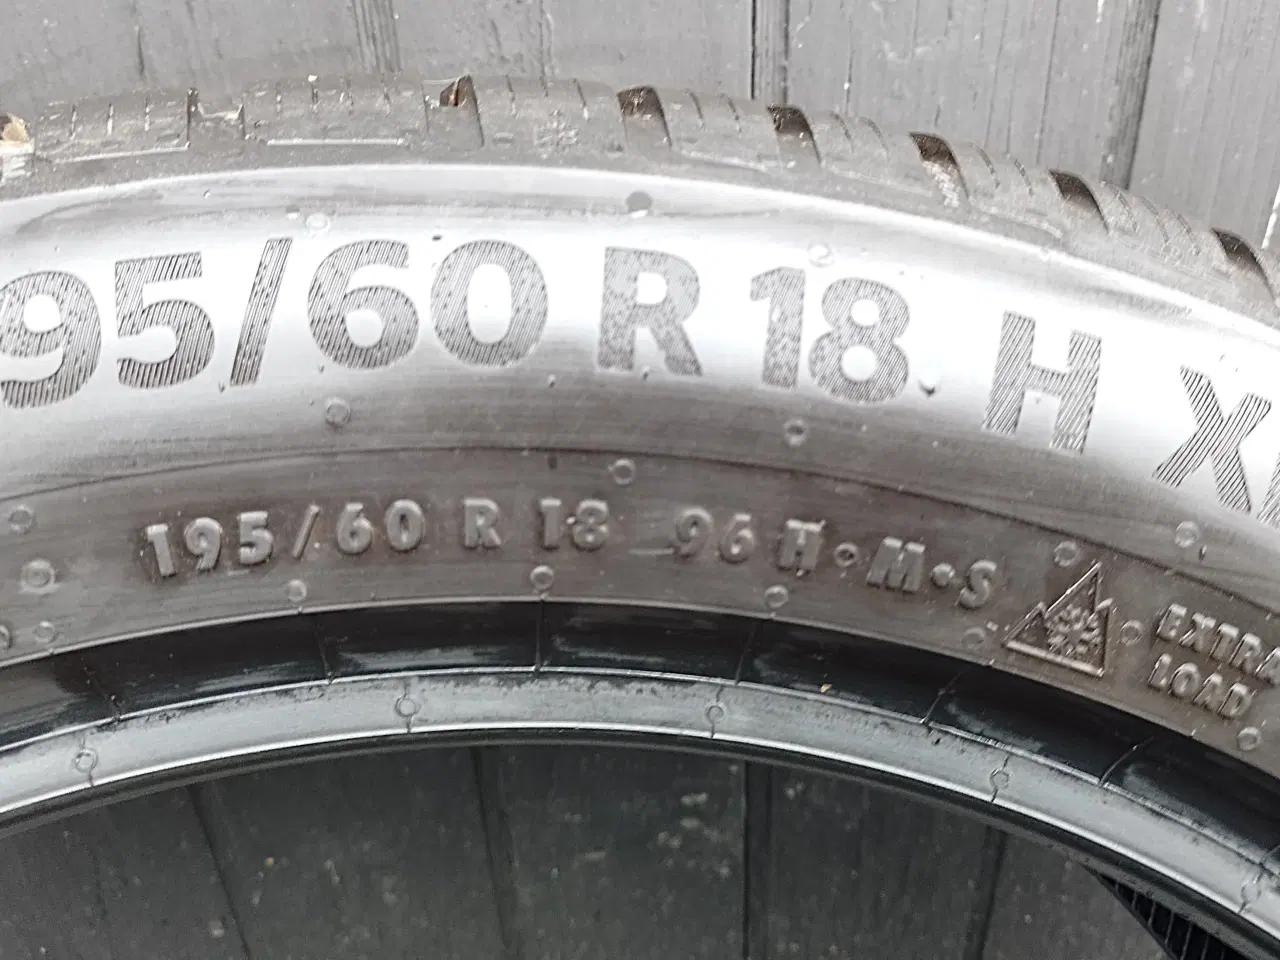 95/60 R 18 H X
195/60 R 18 96 H • M • S
EXTRA
LOAD